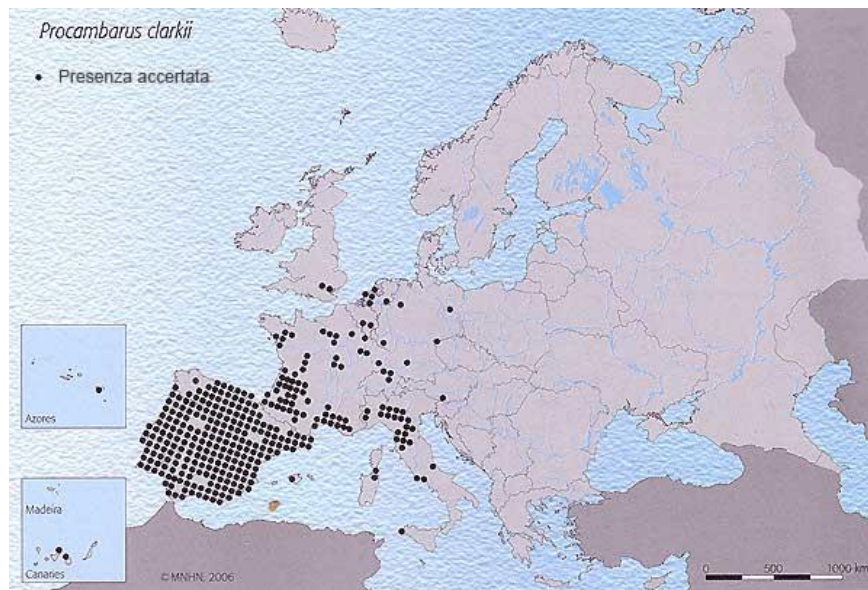 Procambarus clarkii
• Presenza accertata
Azores
Madeira
Canaries
© MNHN, 2006
0 500 1000 km